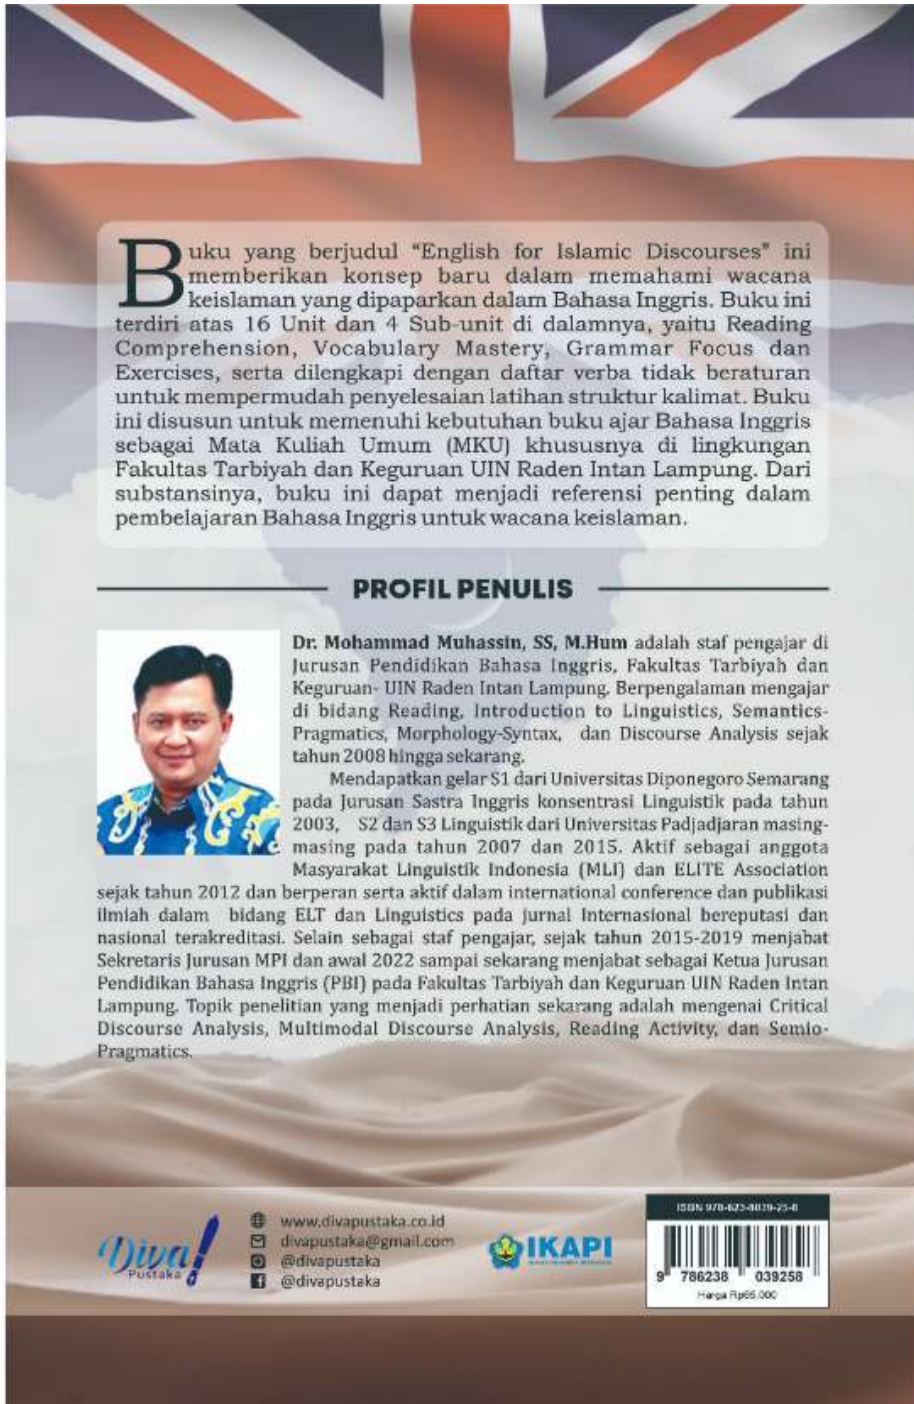 Buku yang berjudul “English for Islamic Discourses” ini
memberikan konsep baru dalam memahami wacana
keislaman yang dipaparkan dalam Bahasa Inggris. Buku ini
terdiri atas 16 Unit dan 4 Sub-unit di dalamnya, yaitu Reading
Comprehension, Vocabulary Mastery, Grammar Focus dan
Exercises, serta dilengkapi dengan daftar verba tidak beraturan
untuk mempermudah penyelesaian latihan struktur kalimat. Buku
ini disusun untuk memenuhi kebutuhan buku ajar Bahasa Inggris
sebagai Mata Kuliah Umum (MKU) khususnya di lingkungan
Fakultas Tarbiyah dan Keguruan UIN Raden Intan Lampung. Dari
substansinya, buku ini dapat menjadi referensi penting dalam
pembelajaran Bahasa Inggris untuk wacana keislaman.
PROFIL PENULIS
Dr. Mohammad Muhassin, SS, M.Hum adalah staf pengajar di
Jurusan Pendidikan Bahasa Inggris, Fakultas Tarbiyah dan
Keguruan- UIN Raden Intan Lampung. Berpengalaman mengajar
di bidang Reading, Introduction to Linguistics, Semantics-
Pragmatics, Morphology-Syntax, dan Discourse Analysis sejak
tahun 2008 hingga sekarang.
Mendapatkan gelar S1 dari Universitas Diponegoro Semarang
pada Jurusan Sastra Inggris konsentrasi Linguistik pada tahun
2003, S2 dan S3 Linguistik dari Universitas Padjadjaran masing-
masing pada tahun 2007 dan 2015. Aktif sebagai anggota
Masyarakat Linguistik Indonesia (MLI) dan ELITE Association
sejak tahun 2012 dan berperan serta aktif dalam international conference dan publikasi
ilmiah dalam bidang ELT dan Linguistics pada jurnal Internasional bereputasi dan
nasional terakreditasi. Selain sebagai staf pengajar, sejak tahun 2015-2019 menjabat
Sekretaris Jurusan MPI dan awal 2022 sampai sekarang menjabat sebagai Ketua Jurusan
Pendidikan Bahasa Inggris (PBI) pada Fakultas Tarbiyah dan Keguruan UIN Raden Intan
Lampung. Topik penelitian yang menjadi perhatian sekarang adalah mengenai Critical
Discourse Analysis, Multimodal Discourse Analysis, Reading Activity, dan Semio-
Pragmatics.
Diva
Pustaka
www.divapustaka.co.id
divapustaka@gmail.com
@divapustaka
@divapustaka
IKAPI
ISBN 978-623-8039-25-8
9 786238 039258
Harga Rp65.000